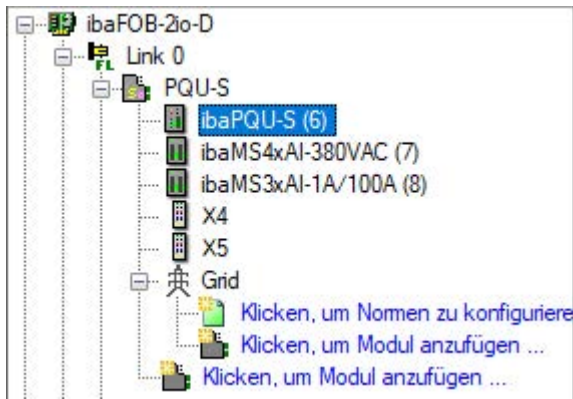 ibaFOB-2io-D
FL Link 0
PQU-S
ibaPQU-S (6)
ibaMS4xAI-380VAC (7)
ibaMS3xAI-1A/100A (8)
X4
X5
Grid
Klicken, um Normen zu konfiguriere
Klicken, um Modul anzufügen ...
Klicken, um Modul anzufügen ...